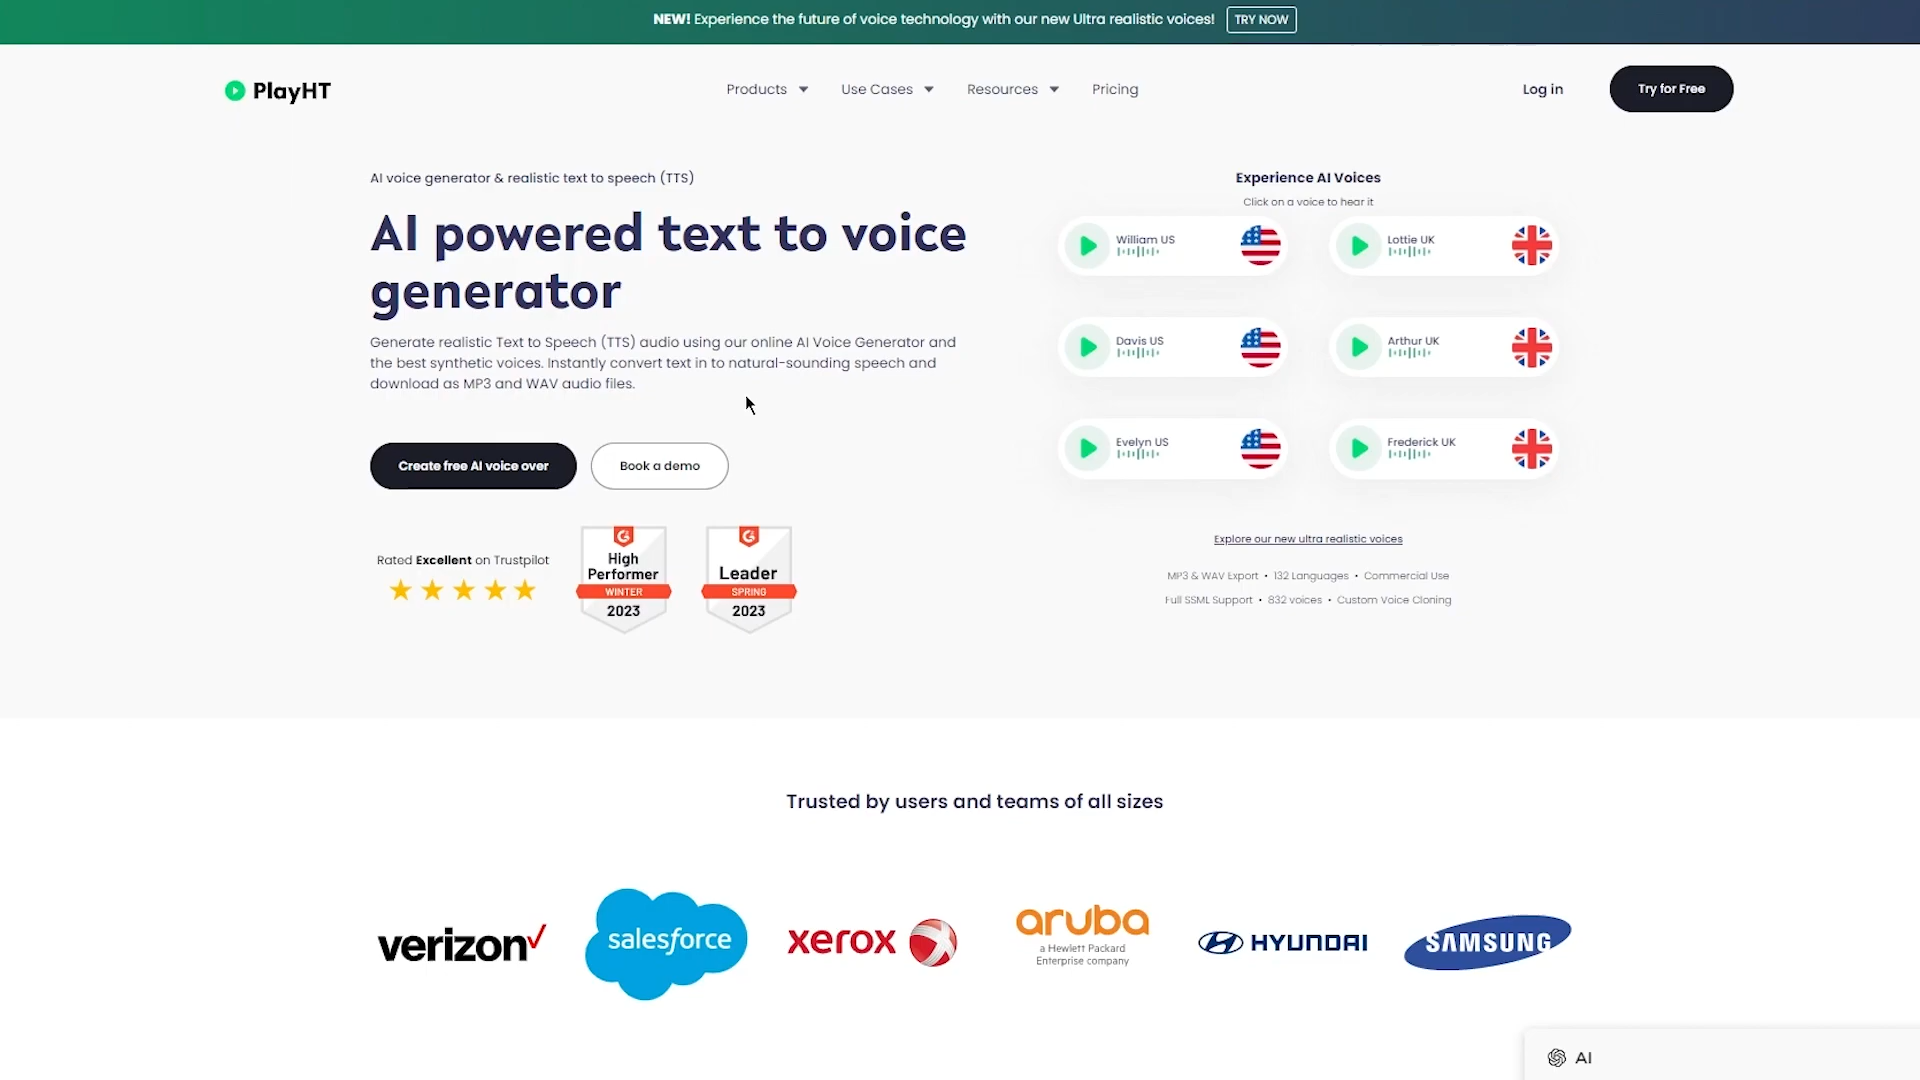 NEW! Experience the future of voice technology with our new Ultra realistic voices! TRY NOW
PlayHT
Products
Use Cases
Resources
Pricing
Log in
Try for Free
AI voice generator & realistic text to speech (TTS)
AI powered text to voice
generator
Generate realistic Text to Speech (TTS) audio using our online AI Voice Generator and
the best synthetic voices. Instantly convert text in to natural-sounding speech and
download as MP3 and WAV audio files.
Create free AI voice over
Book a demo
Rated Excellent on Trustpilot
High
Performer
WINTER
2023
Leader
SPRING
2023
Experience AI Voices
Click on a voice to hear it
William US
Lottie UK
Davis US
Arthur UK
Evelyn US
Frederick UK
Explore our new ultra realistic voices
MP3 & WAV Export • 132 Languages • Commercial Use
Full SSML Support • 832 voices • Custom Voice Cloning
Trusted by users and teams of all sizes
verizon
salesforce
xerox
aruba
a Hewlett Packard
Enterprise company
HYUNDAI
SAMSUNG
AI